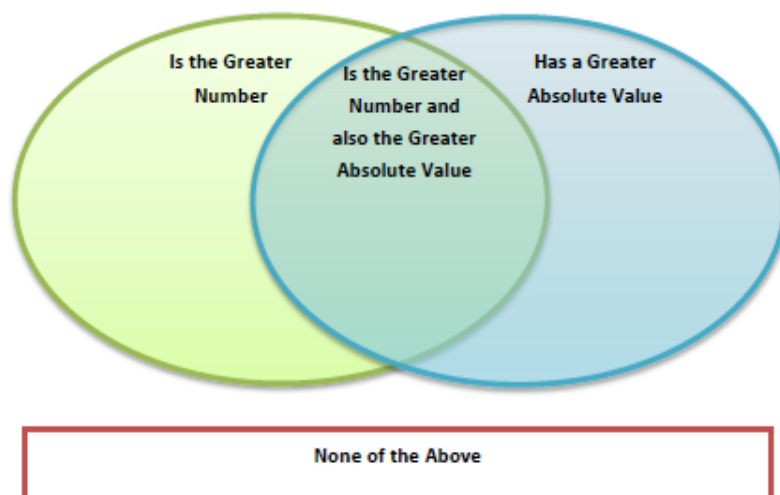 Is the Greater
Number
Is the Greater
Number and
also the Greater
Absolute Value
Has a Greater
Absolute Value
None of the Above